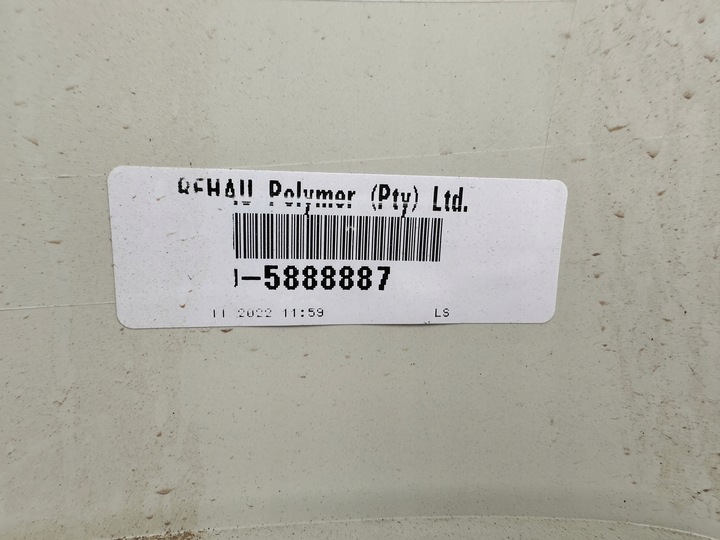 REHAU Polymer (Pty) Ltd.
-5888887
11 2022 11:59 LS